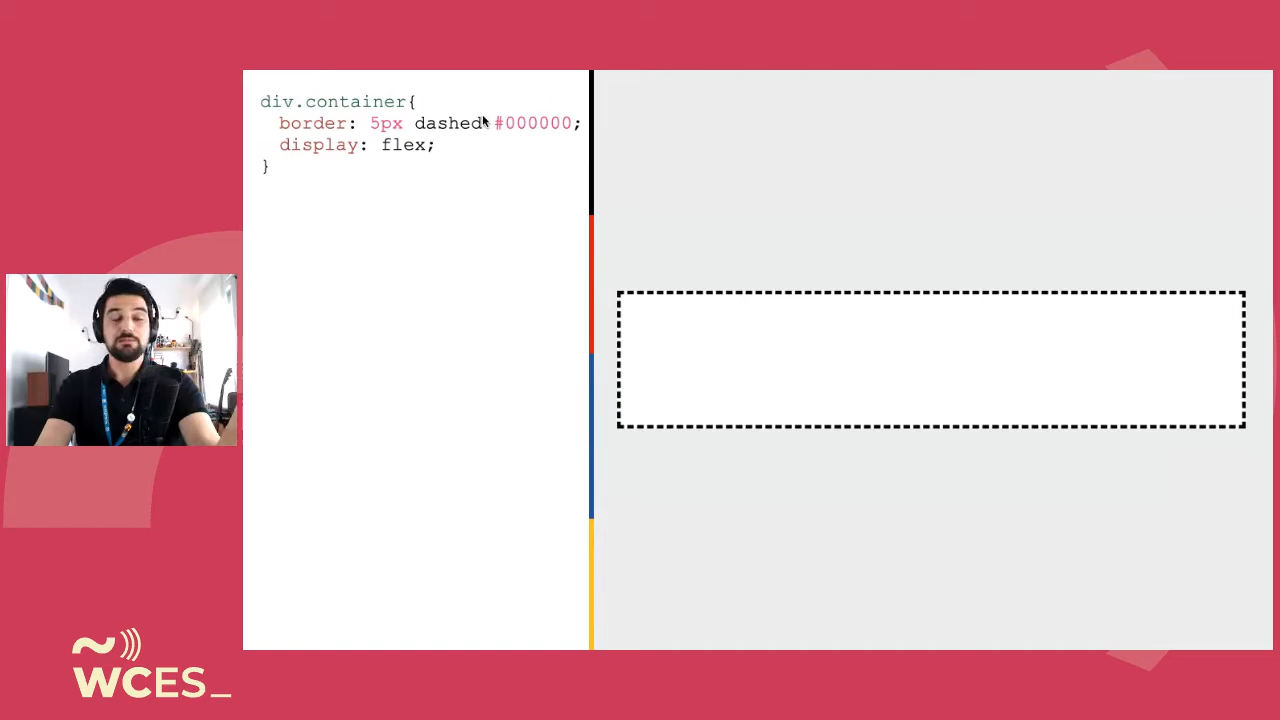 div.container{
border: 5px dashed #000000;
display: flex;
}
WCES_